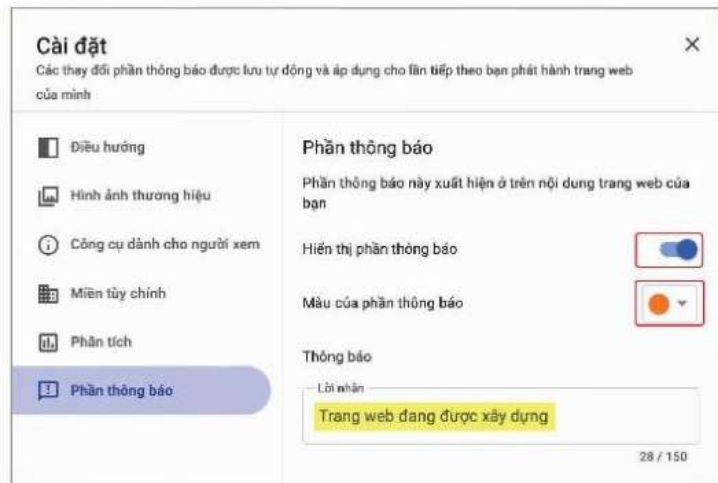 Cài đặt
Các thay đổi phần thông báo được lưu tự động và áp dụng cho lần tiếp theo bạn phát hành trang web
của mình
Điều hướng
Hình ảnh thương hiệu
Công cụ dành cho người xem
Miền tùy chỉnh
Phân tích
Phần thông báo
Phần thông báo
Phần thông báo này xuất hiện ở trên nội dung trang web của
bạn
Hiển thị phần thông báo
Màu của phần thông báo
Thông báo
Lời nhắn
Trang web đang được xây dựng
28 / 150